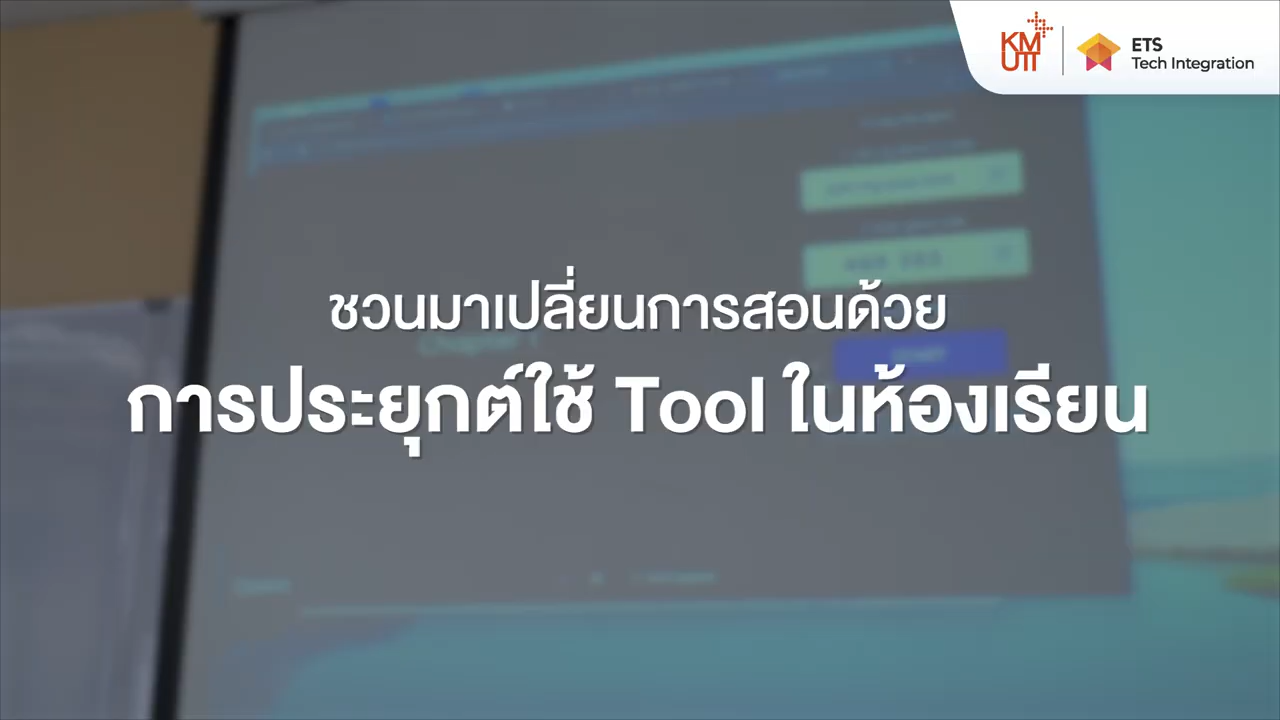 KMUTT
ETS
Tech Integration
ชวนมาเปลี่ยนการสอนด้วย
การประยุกต์ใช้ Tool ในห้องเรียน